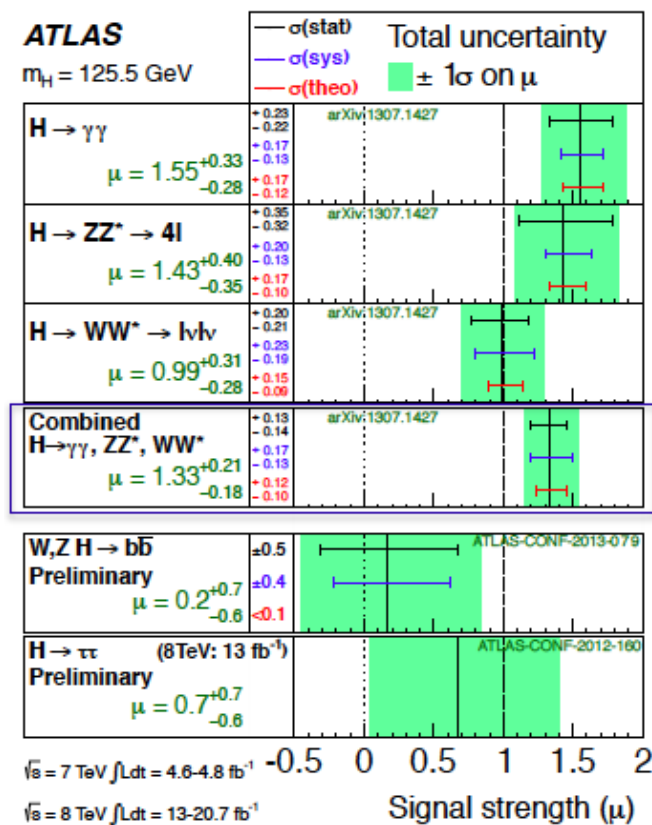 ATLAS
m_H = 125.5 GeV
σ(stat)
σ(sys)
σ(theo)
Total uncertainty
± 1σ on μ
H → γγ
μ = 1.55 +0.33 −0.28
+ 0.23
- 0.22
+ 0.17
- 0.13
+ 0.17
- 0.12
arXiv:1307.1427
H → ZZ* → 4l
μ = 1.43 +0.40 −0.35
+ 0.35
- 0.32
+ 0.20
- 0.13
+ 0.17
- 0.10
arXiv:1307.1427
H → WW* → lνlν
μ = 0.99 +0.31 −0.28
+ 0.20
- 0.21
+ 0.23
- 0.19
+ 0.15
- 0.09
arXiv:1307.1427
Combined
H→γγ, ZZ*, WW*
μ = 1.33 +0.21 −0.18
+ 0.13
- 0.14
+ 0.17
- 0.13
+ 0.12
- 0.10
arXiv:1307.1427
W,Z H → bb̄
Preliminary
μ = 0.2 +0.7 −0.6
±0.5
±0.4
<0.1
ATLAS-CONF-2013-079
H → ττ (8TeV: 13 fb⁻¹)
Preliminary
μ = 0.7 +0.7 −0.6
ATLAS-CONF-2012-160
-0.5 0 0.5 1 1.5 2
√s = 7 TeV ∫Ldt = 4.6-4.8 fb⁻¹
√s = 8 TeV ∫Ldt = 13-20.7 fb⁻¹
Signal strength (μ)